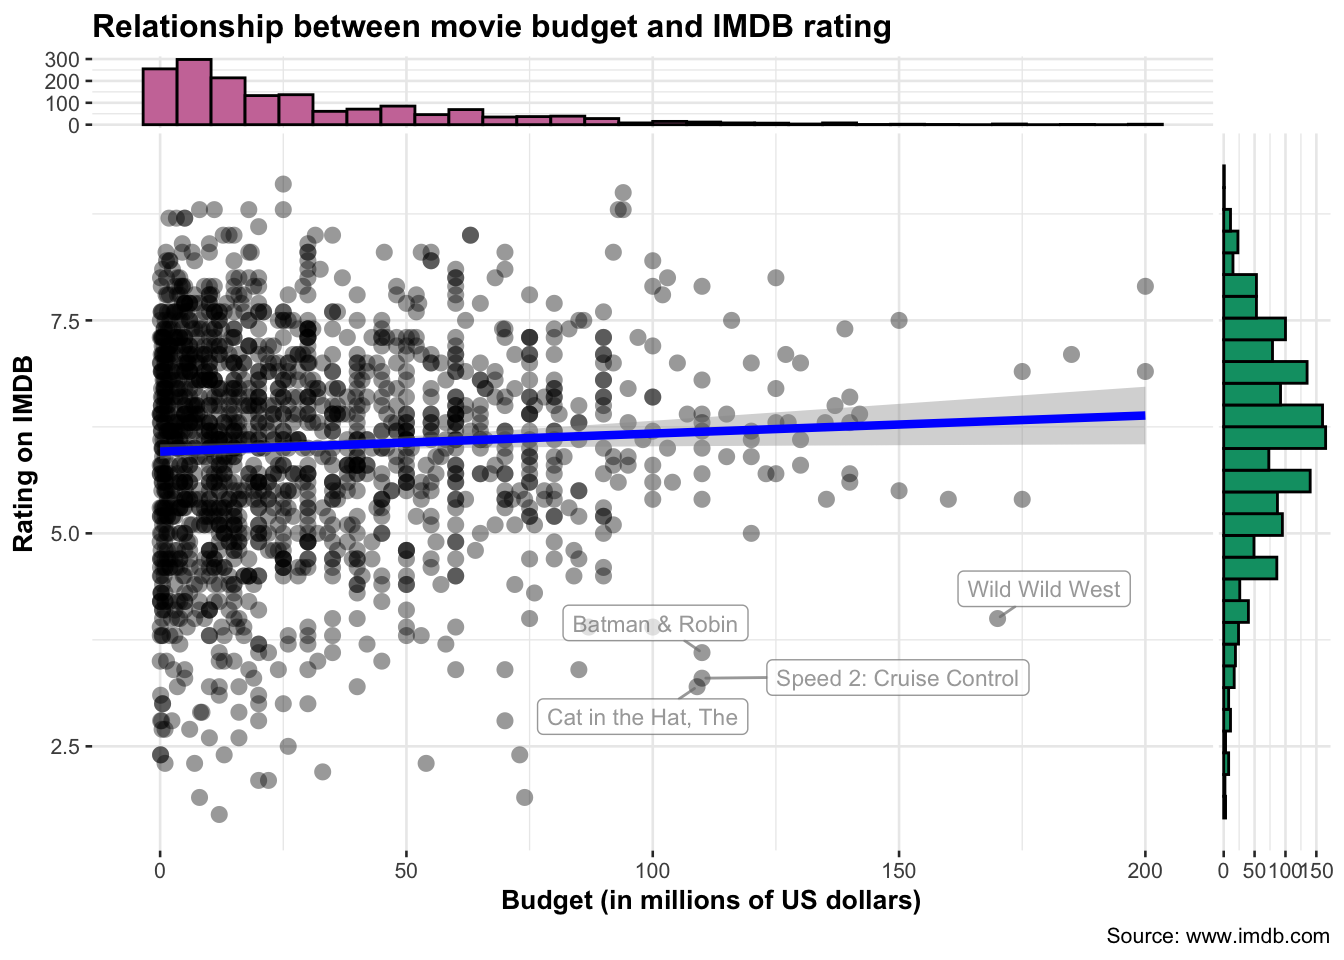 Relationship between movie budget and IMDB rating
300
200
100
0
7.5
5.0
2.5
Rating on IMDB
Wild Wild West
Batman & Robin
Speed 2: Cruise Control
Cat in the Hat, The
0 50 100 150 200
0 50 100 150
Budget (in millions of US dollars)
Source: www.imdb.com